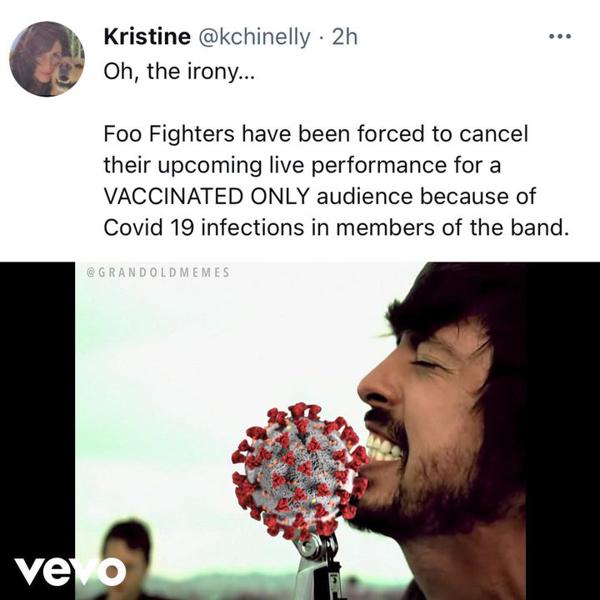 Kristine @kchinelly · 2h
Oh, the irony...
Foo Fighters have been forced to cancel
their upcoming live performance for a
VACCINATED ONLY audience because of
Covid 19 infections in members of the band.
@GRANDOLDMEMES
vevo